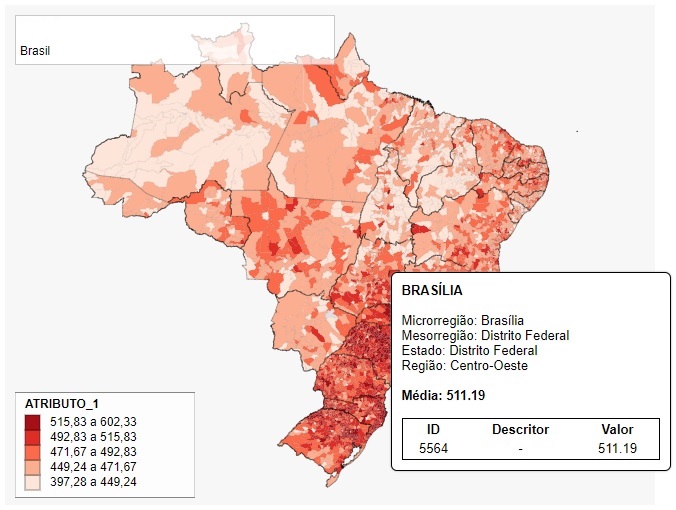 Brasil
BRASÍLIA
Microrregião: Brasília
Mesorregião: Distrito Federal
Estado: Distrito Federal
Região: Centro-Oeste
Média: 511.19
ID Descritor Valor
5564 - 511.19
ATRIBUTO_1
515,83 a 602,33
492,83 a 515,83
471,67 a 492,83
449,24 a 471,67
397,28 a 449,24